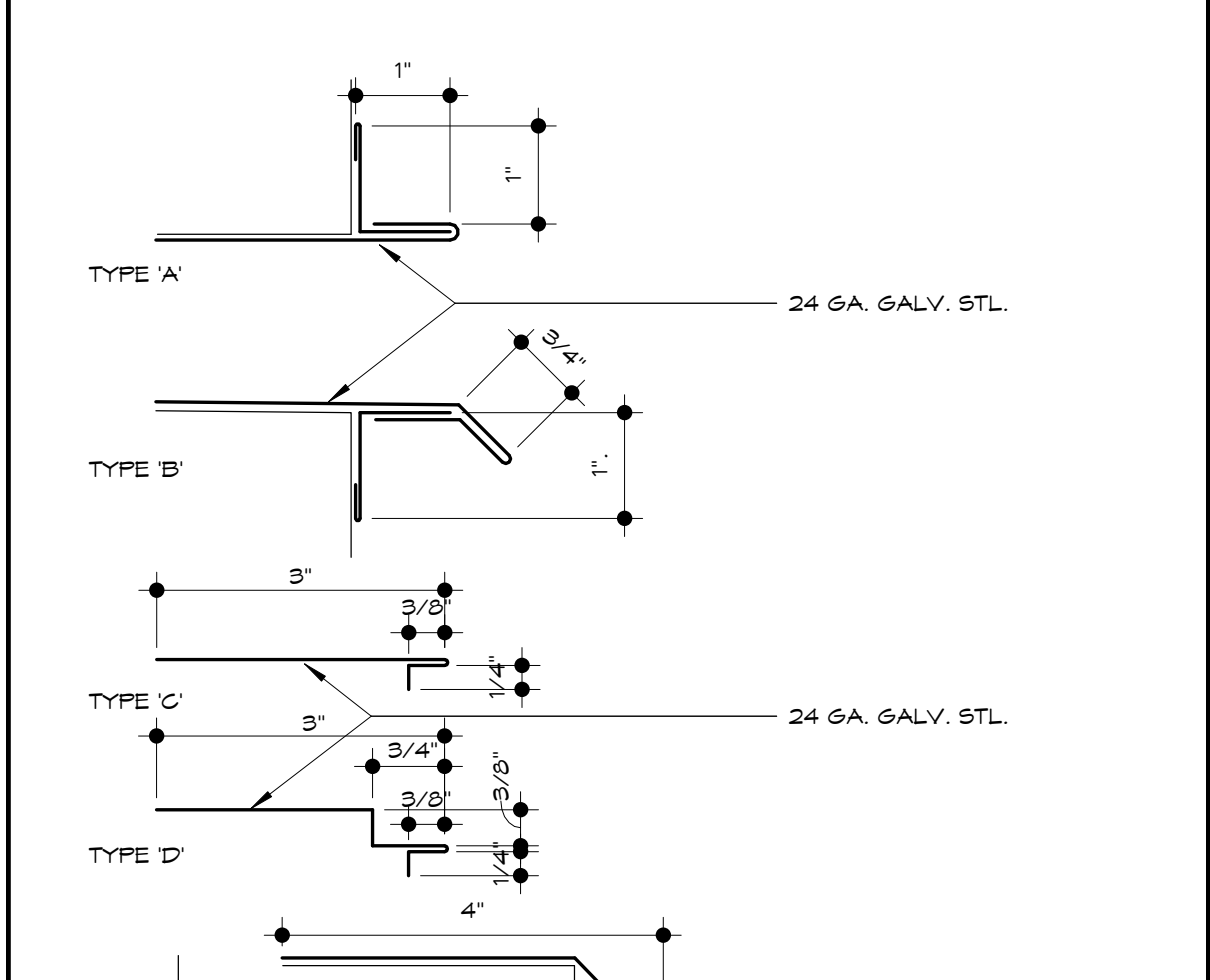 1"
1"
TYPE 'A'
24 GA. GALV. STL.
3/4"
TYPE 'B'
1".
3"
3/8"
1/4"
TYPE 'C'
24 GA. GALV. STL.
3"
3/4"
3/8"
3/8"
TYPE 'D'
1/4"
4"